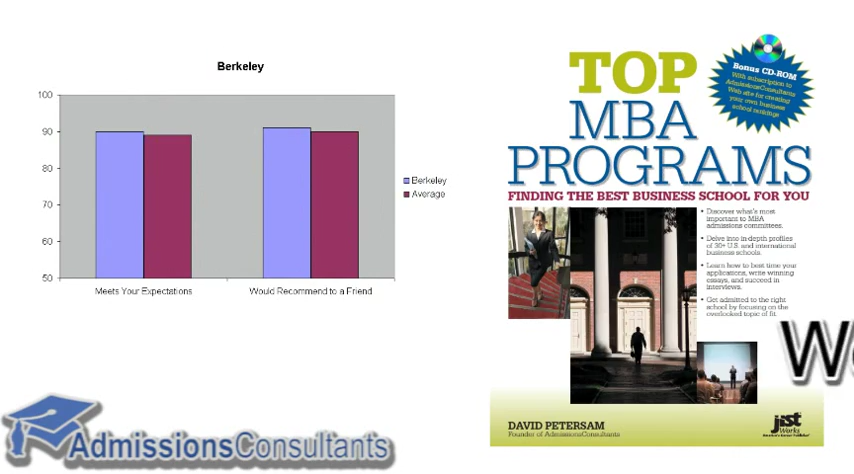 Berkeley
100
90
80
70
60
50
Meets Your Expectations
Would Recommend to a Friend
Berkeley
Average
AdmissionsConsultants
TOP
MBA
PROGRAMS
FINDING THE BEST BUSINESS SCHOOL FOR YOU
Bonus CD-ROM
With subscription to
AdmissionsConsultants
Web site for creating
your own business
school rankings
• Discover what's most
important to MBA
admissions committees.
• Delve into in-depth profiles
of 30+ U.S. and international
business schools.
• Learn how to best time your
applications, write winning
essays, and succeed in
interviews.
• Get admitted to the right
school by focusing on the
overlooked topic of fit.
DAVID PETERSAM
Founder of AdmissionsConsultants
jist
Works